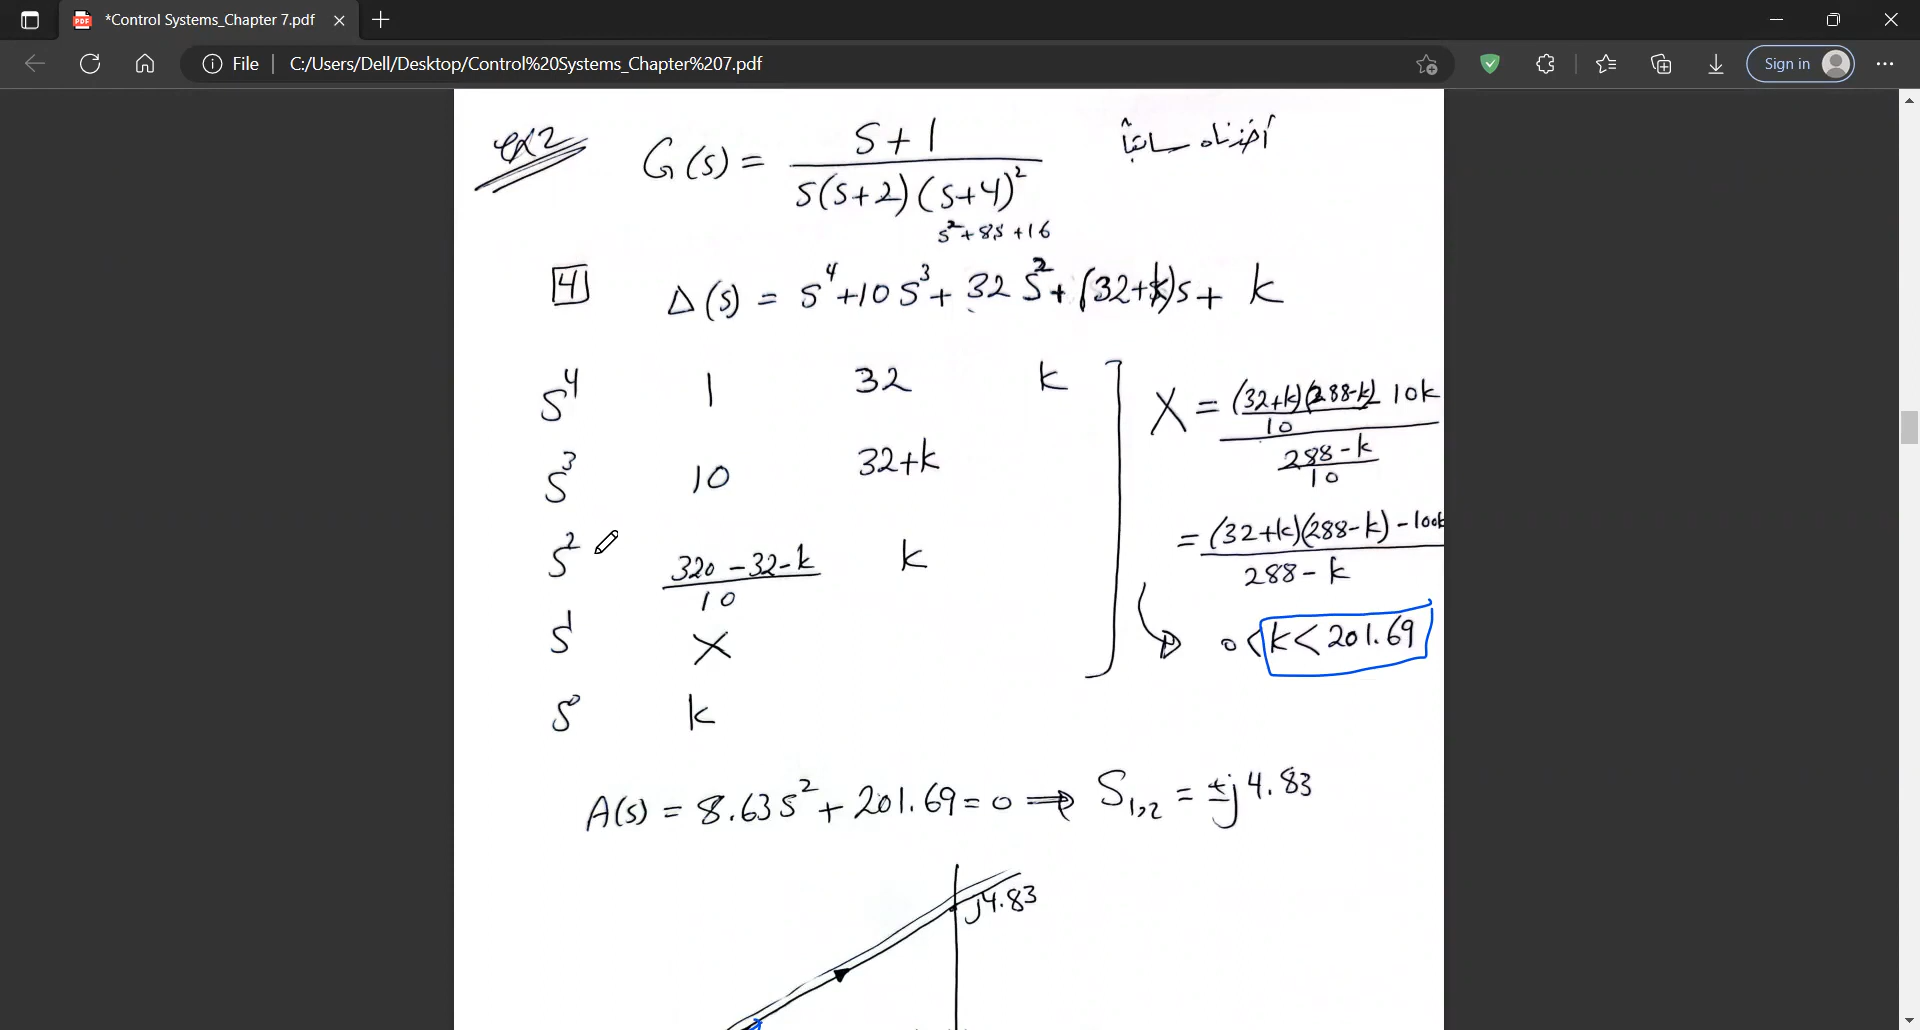 *Control Systems_Chapter 7.pdf
File | C:/Users/Dell/Desktop/Control%20Systems_Chapter%207.pdf
Sign in
ex2
G(s) = (s+1) / (s(s+2)(s+4)²)
أخذناه سابقاً
s²+8s+16
4
Δ(s) = s⁴+10s³+32s²+(32+k)s+k
s⁴ 1 32 k
s³ 10 32+k
s² (320-32-k)/10 k
s¹ X
s⁰ k
X = ((32+k)(288-k)/10 - 10k) / ((288-k)/10)
= ((32+k)(288-k)-100k) / (288-k)
0<k<201.69
A(s) = 8.63s²+201.69=0 ⇒ S1,2 = ±j4.83
j4.83